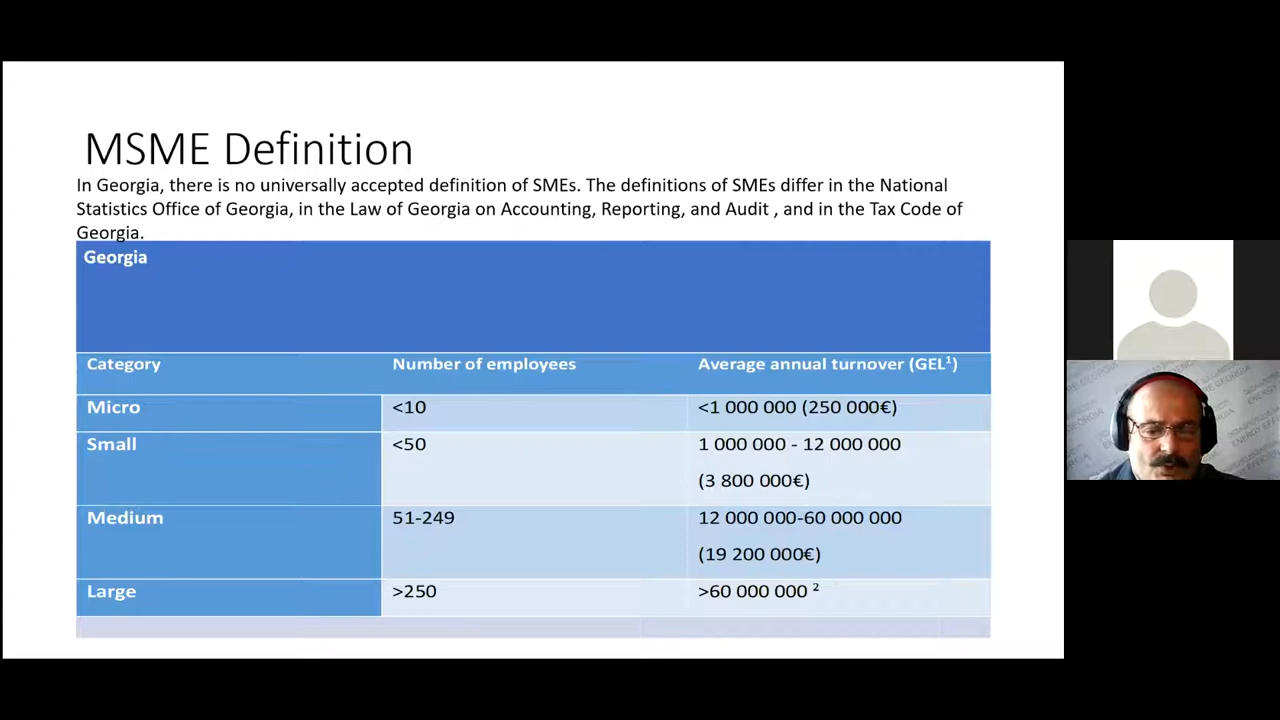 MSME Definition
In Georgia, there is no universally accepted definition of SMEs. The definitions of SMEs differ in the National
Statistics Office of Georgia, in the Law of Georgia on Accounting, Reporting, and Audit , and in the Tax Code of
Georgia.
Georgia
Category Number of employees Average annual turnover (GEL¹)
Micro <10 <1 000 000 (250 000€)
Small <50 1 000 000 - 12 000 000
(3 800 000€)
Medium 51-249 12 000 000-60 000 000
(19 200 000€)
Large >250 >60 000 000 ²